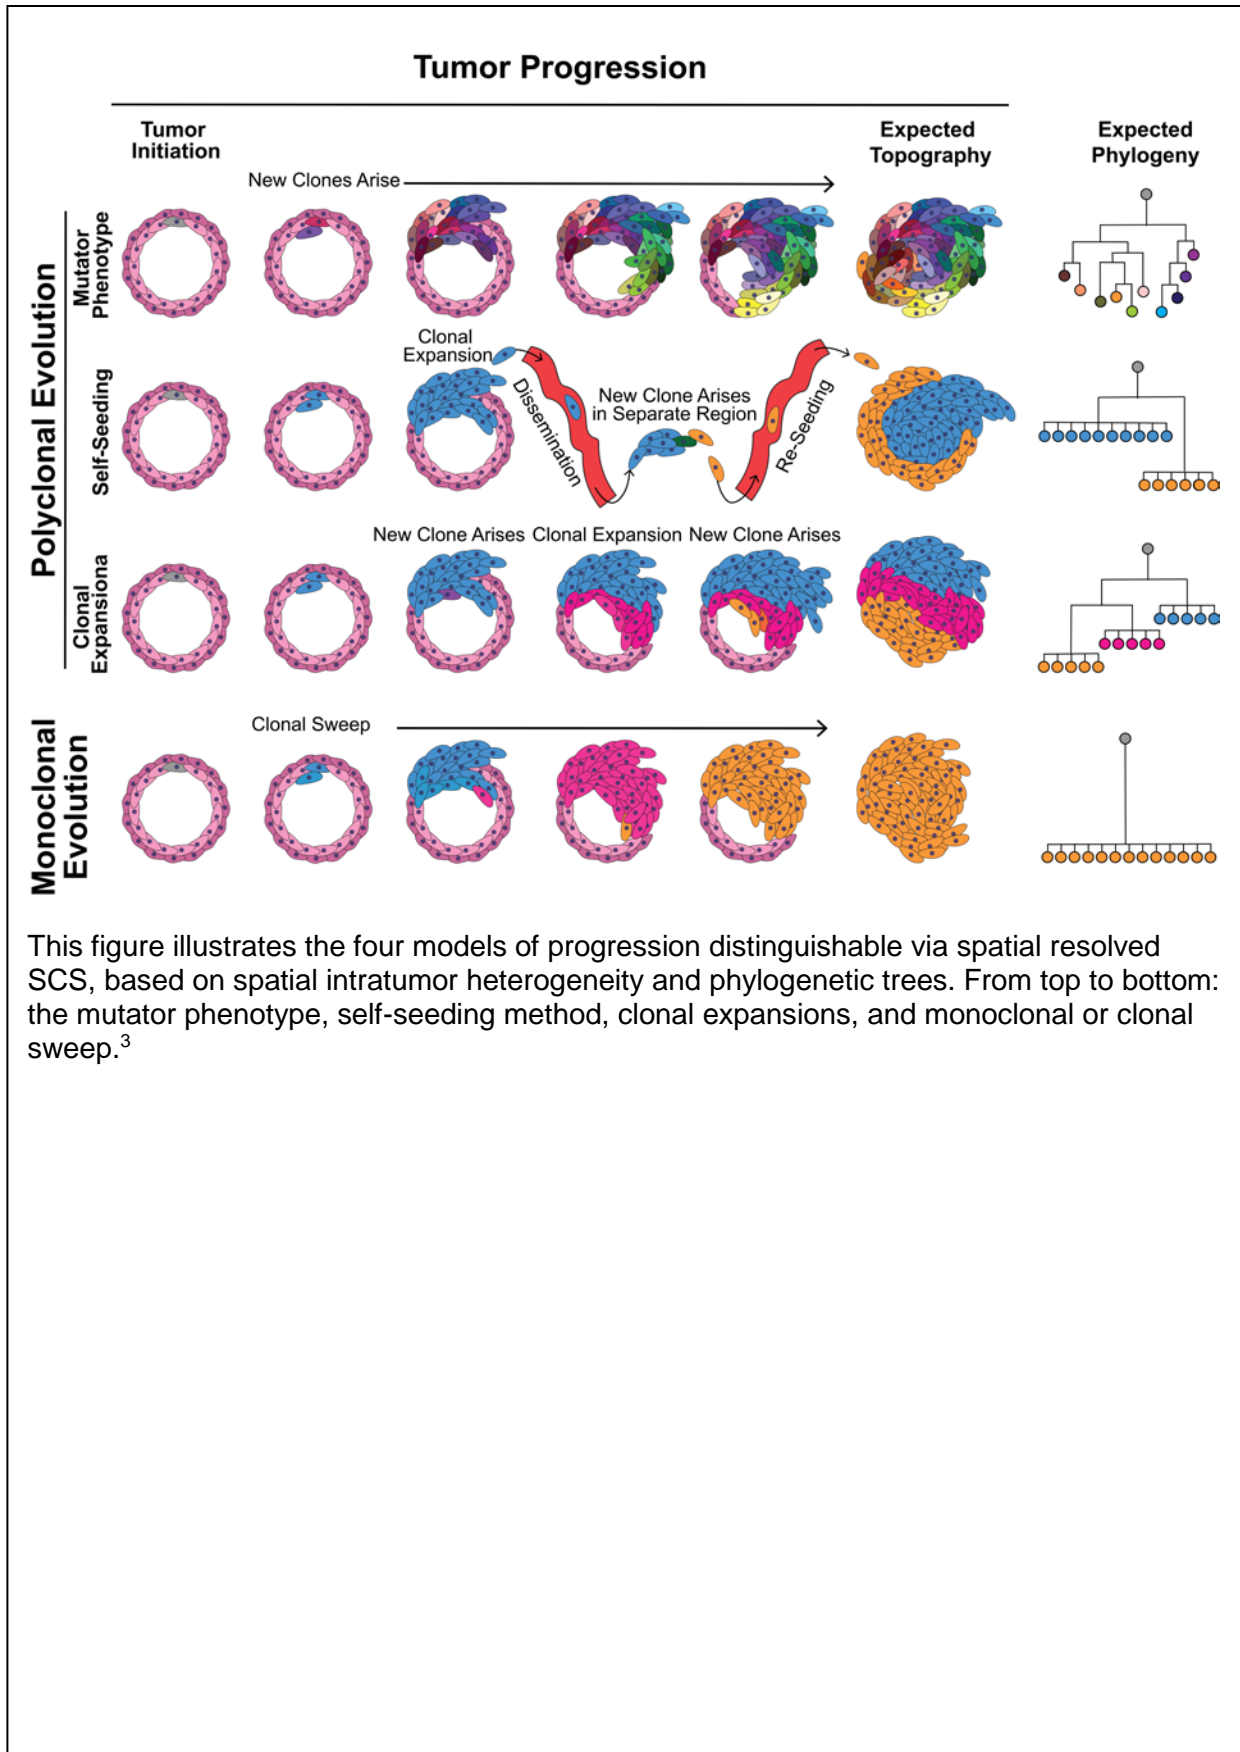 Tumor Progression
Tumor
Initiation
Expected
Topography
Expected
Phylogeny
New Clones Arise
Polyclonal Evolution
Mutator
Phenotype
Self-Seeding
Clonal
Expansion
Dissemination
New Clone Arises
in Separate Region
Re-Seeding
Clonal
Expansiona
New Clone Arises
Clonal Expansion
New Clone Arises
Monoclonal
Evolution
Clonal Sweep
This figure illustrates the four models of progression distinguishable via spatial resolved
SCS, based on spatial intratumor heterogeneity and phylogenetic trees. From top to bottom:
the mutator phenotype, self-seeding method, clonal expansions, and monoclonal or clonal
sweep.³